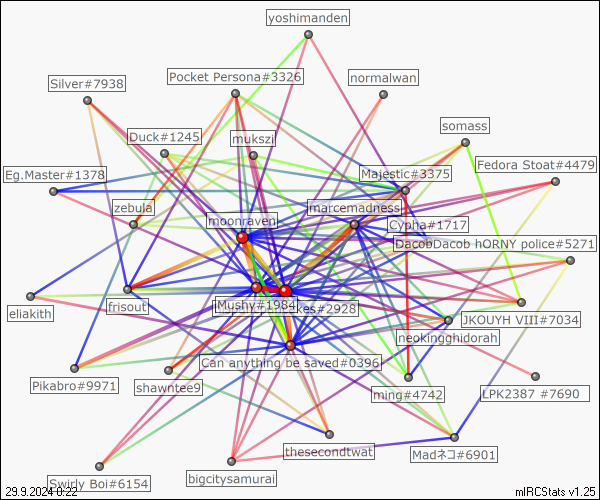 yoshimanden
Pocket Persona#3326
normalwan
Silver#7938
somass
Duck#1245
mukszi
Fedora Stoat#4479
Eg.Master#1378
Majestic#3375
zebula
marcemadness
moonraven
Cypha#1717
DacobDacob hORNY police#5271
eliakith
frisout
Mushy#1984
kes#2928
JKOUYH VIII#7034
neokingghidorah
Can anything be saved#0396
Pikabro#9971
shawntee9
ming#4742
LPK2387 #7690
thesecondtwat
Madネコ#6901
bigcitysamurai
Swirly Boi#6154
29.9.2024 0:22
mIRCStats v1.25